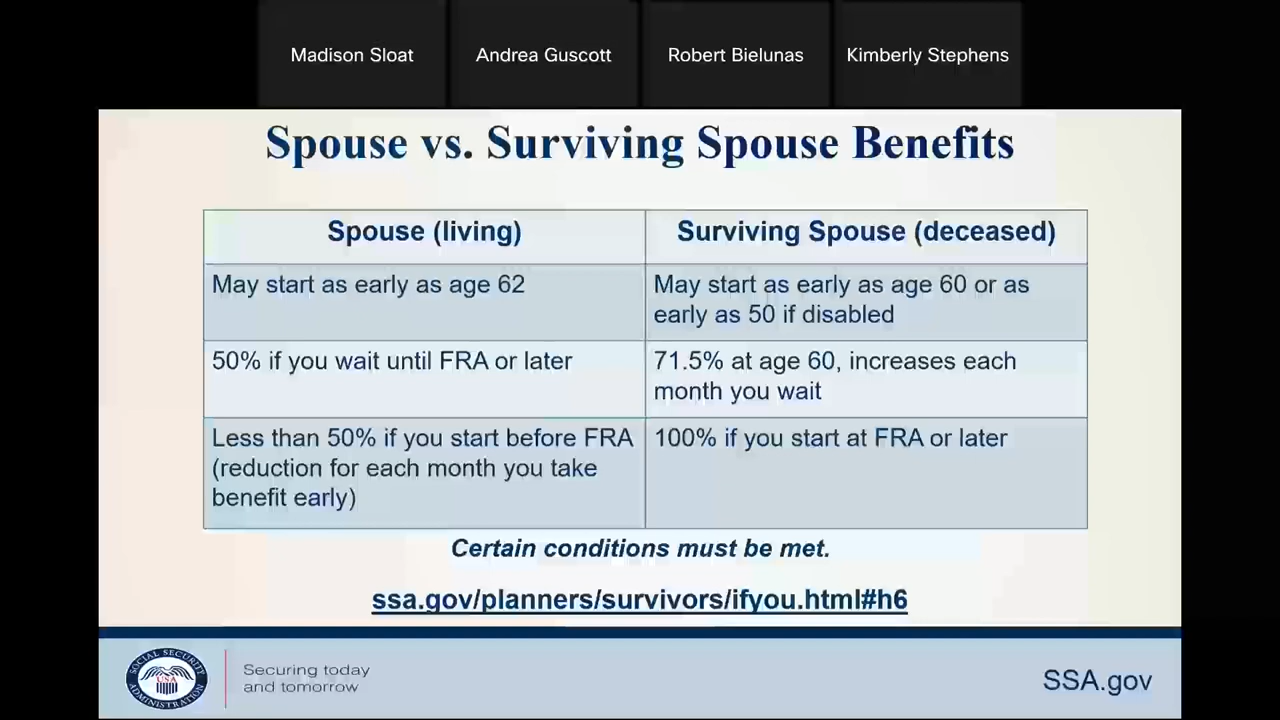 Madison Sloat
Andrea Guscott
Robert Bielunas
Kimberly Stephens
Spouse vs. Surviving Spouse Benefits
Spouse (living)
Surviving Spouse (deceased)
May start as early as age 62
May start as early as age 60 or as
early as 50 if disabled
50% if you wait until FRA or later
71.5% at age 60, increases each
month you wait
Less than 50% if you start before FRA
(reduction for each month you take
benefit early)
100% if you start at FRA or later
Certain conditions must be met.
ssa.gov/planners/survivors/ifyou.html#h6
SOCIAL SECURITY
USA
ADMINISTRATION
Securing today
and tomorrow
SSA.gov